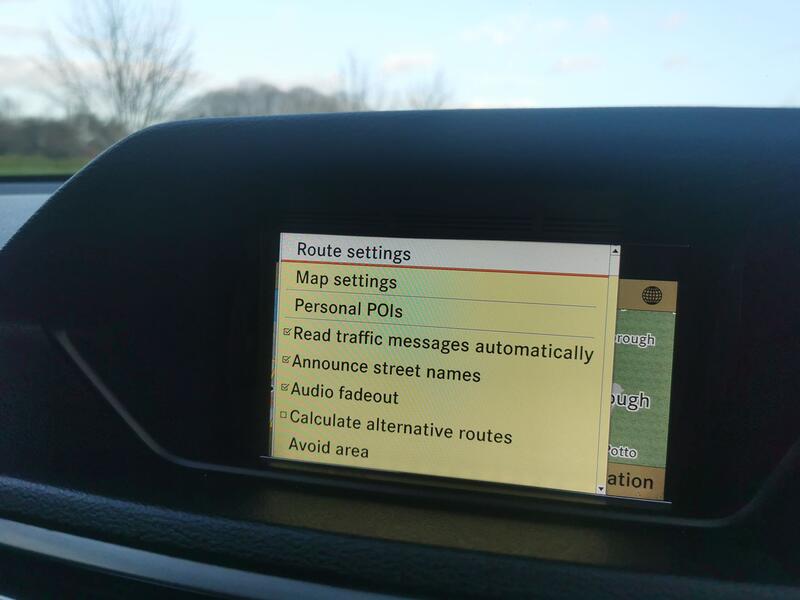 Route settings
Map settings
Personal POIs
Read traffic messages automatically
Announce street names
Audio fadeout
Calculate alternative routes
Avoid area
rough
ough
Potto
ation